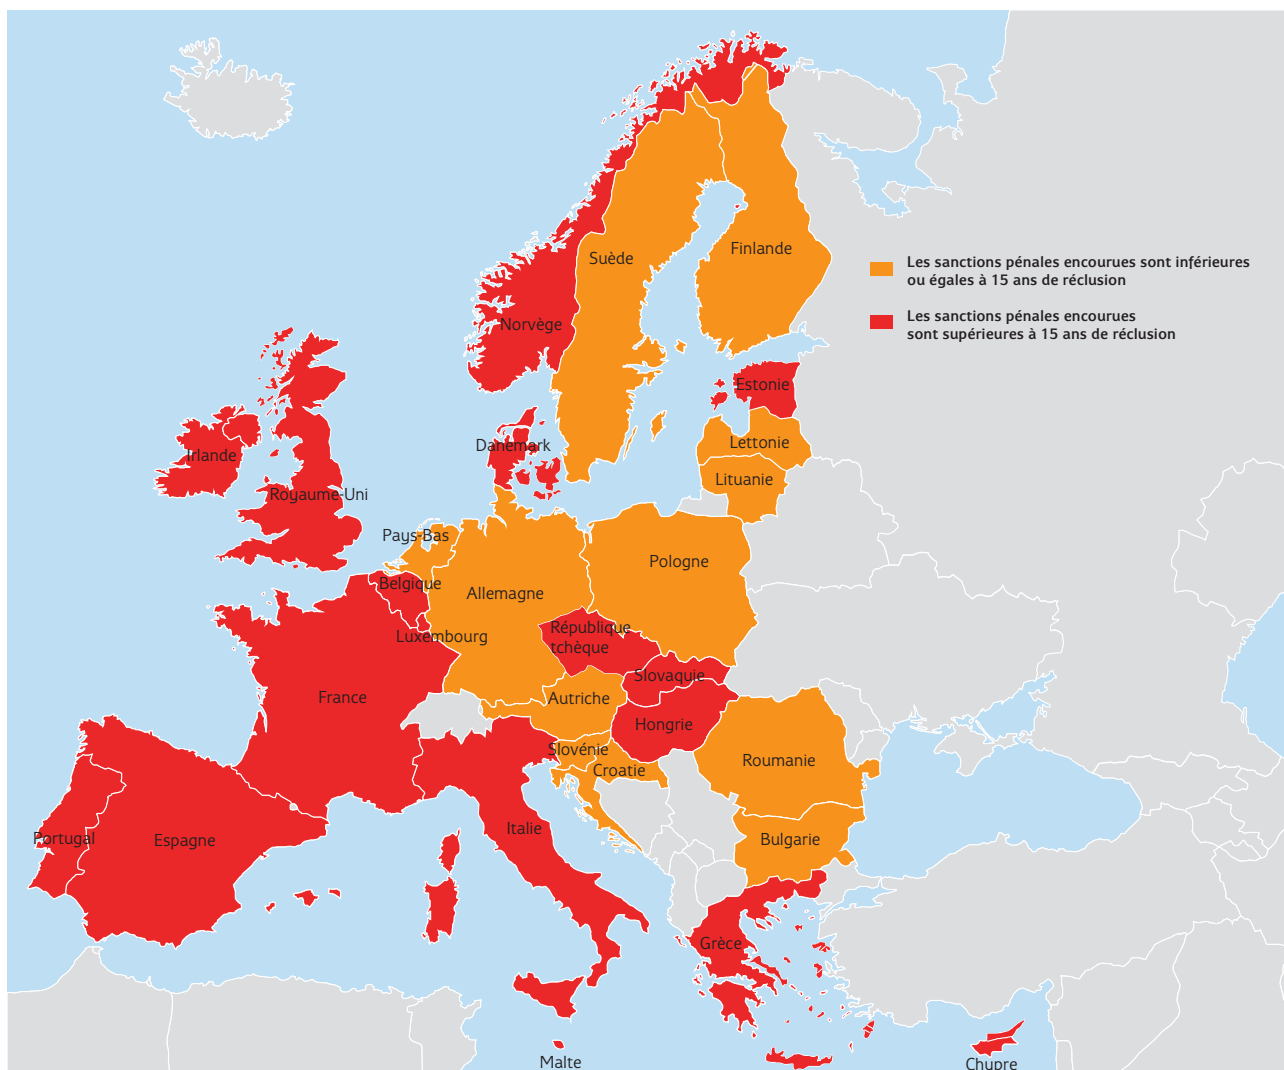 Suède
Finlande
Les sanctions pénales encourues sont inférieures
ou égales à 15 ans de réclusion
Les sanctions pénales encourues
sont supérieures à 15 ans de réclusion
Norvège
Estonie
Danemark
Lettonie
Irlande
Lituanie
Royaume-Uni
Pays-Bas
Pologne
Belgique
Allemagne
Luxembourg
République
tchèque
Slovaquie
France
Autriche
Hongrie
Slovénie
Croatie
Roumanie
Portugal
Espagne
Italie
Bulgarie
Grèce
Malte
Chypre